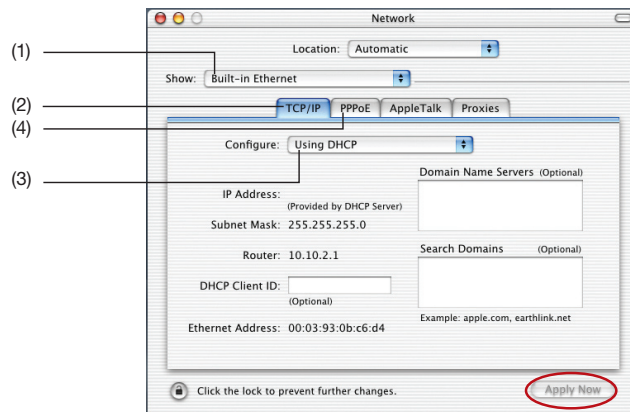 Network
Location: Automatic
(1)
Show: Built-in Ethernet
(2)
TCP/IP PPPoE AppleTalk Proxies
(4)
Configure: Using DHCP
(3)
Domain Name Servers (Optional)
IP Address:
(Provided by DHCP Server)
Subnet Mask: 255.255.255.0
Router: 10.10.2.1
Search Domains (Optional)
DHCP Client ID:
(Optional)
Example: apple.com, earthlink.net
Ethernet Address: 00:03:93:0b:c6:d4
Click the lock to prevent further changes.
Apply Now